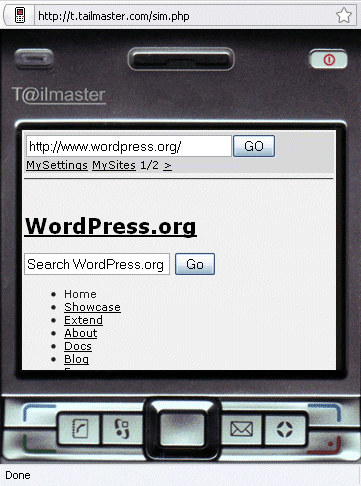 http://t.tailmaster.com/sim.php
T@ilmaster
http://www.wordpress.org/ GO
MySettings MySites 1/2 >
WordPress.org
Search WordPress.org Go
Home
Showcase
Extend
About
Docs
Blog
Done